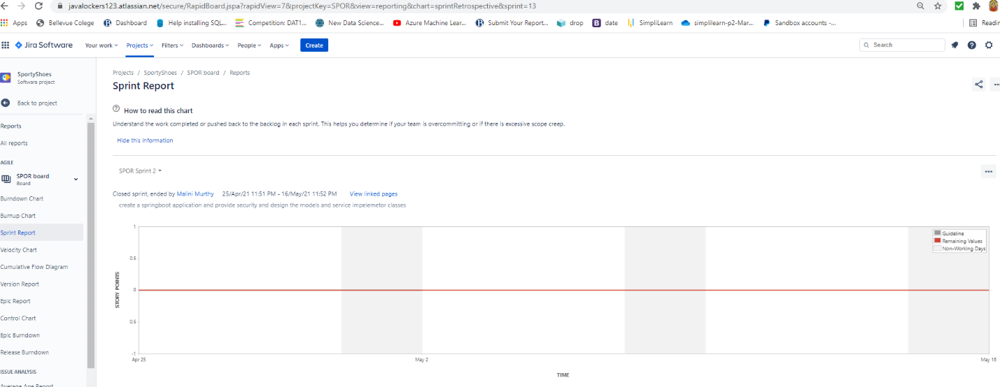 javalockers123.atlassian.net/secure/RapidBoard.jspa?rapidView=7&projectKey=SPOR&view=reporting&chart=sprintRetrospective&sprint=13
Apps Bellevue Colege Dashboard Help installing SQL... Competition: DAT1... New Data Science... Azure Machine Lear... Submit Your Report... drop B date SimpliLearn simplilearn-p2-Mar... Sandbox accounts -... Readin
Jira Software Your work Projects Filters Dashboards People Apps Create Search
SportyShoes
Software project
Back to project
Reports
All reports
AGILE
SPOR board
Board
Burndown Chart
Burnup Chart
Sprint Report
Velocity Chart
Cumulative Flow Diagram
Version Report
Epic Report
Control Chart
Epic Burndown
Release Burndown
ISSUE ANALYSIS
Average Age Report
Projects / SportyShoes / SPOR board / Reports
Sprint Report
How to read this chart
Understand the work completed or pushed back to the backlog in each sprint. This helps you determine if your team is overcommitting or if there is excessive scope creep.
Hide this information
SPOR Sprint 2
Closed sprint, ended by Malini Murthy 25/Apr/21 11:51 PM - 16/May/21 11:52 PM View linked pages
create a springboot application and provide security and design the models and service impelemetor classes
Guideline
Remaining Values
Non-Working Days
STORY POINTS
1
0.5
0
0.5
-1
Apr 25 May 2 May 16
TIME